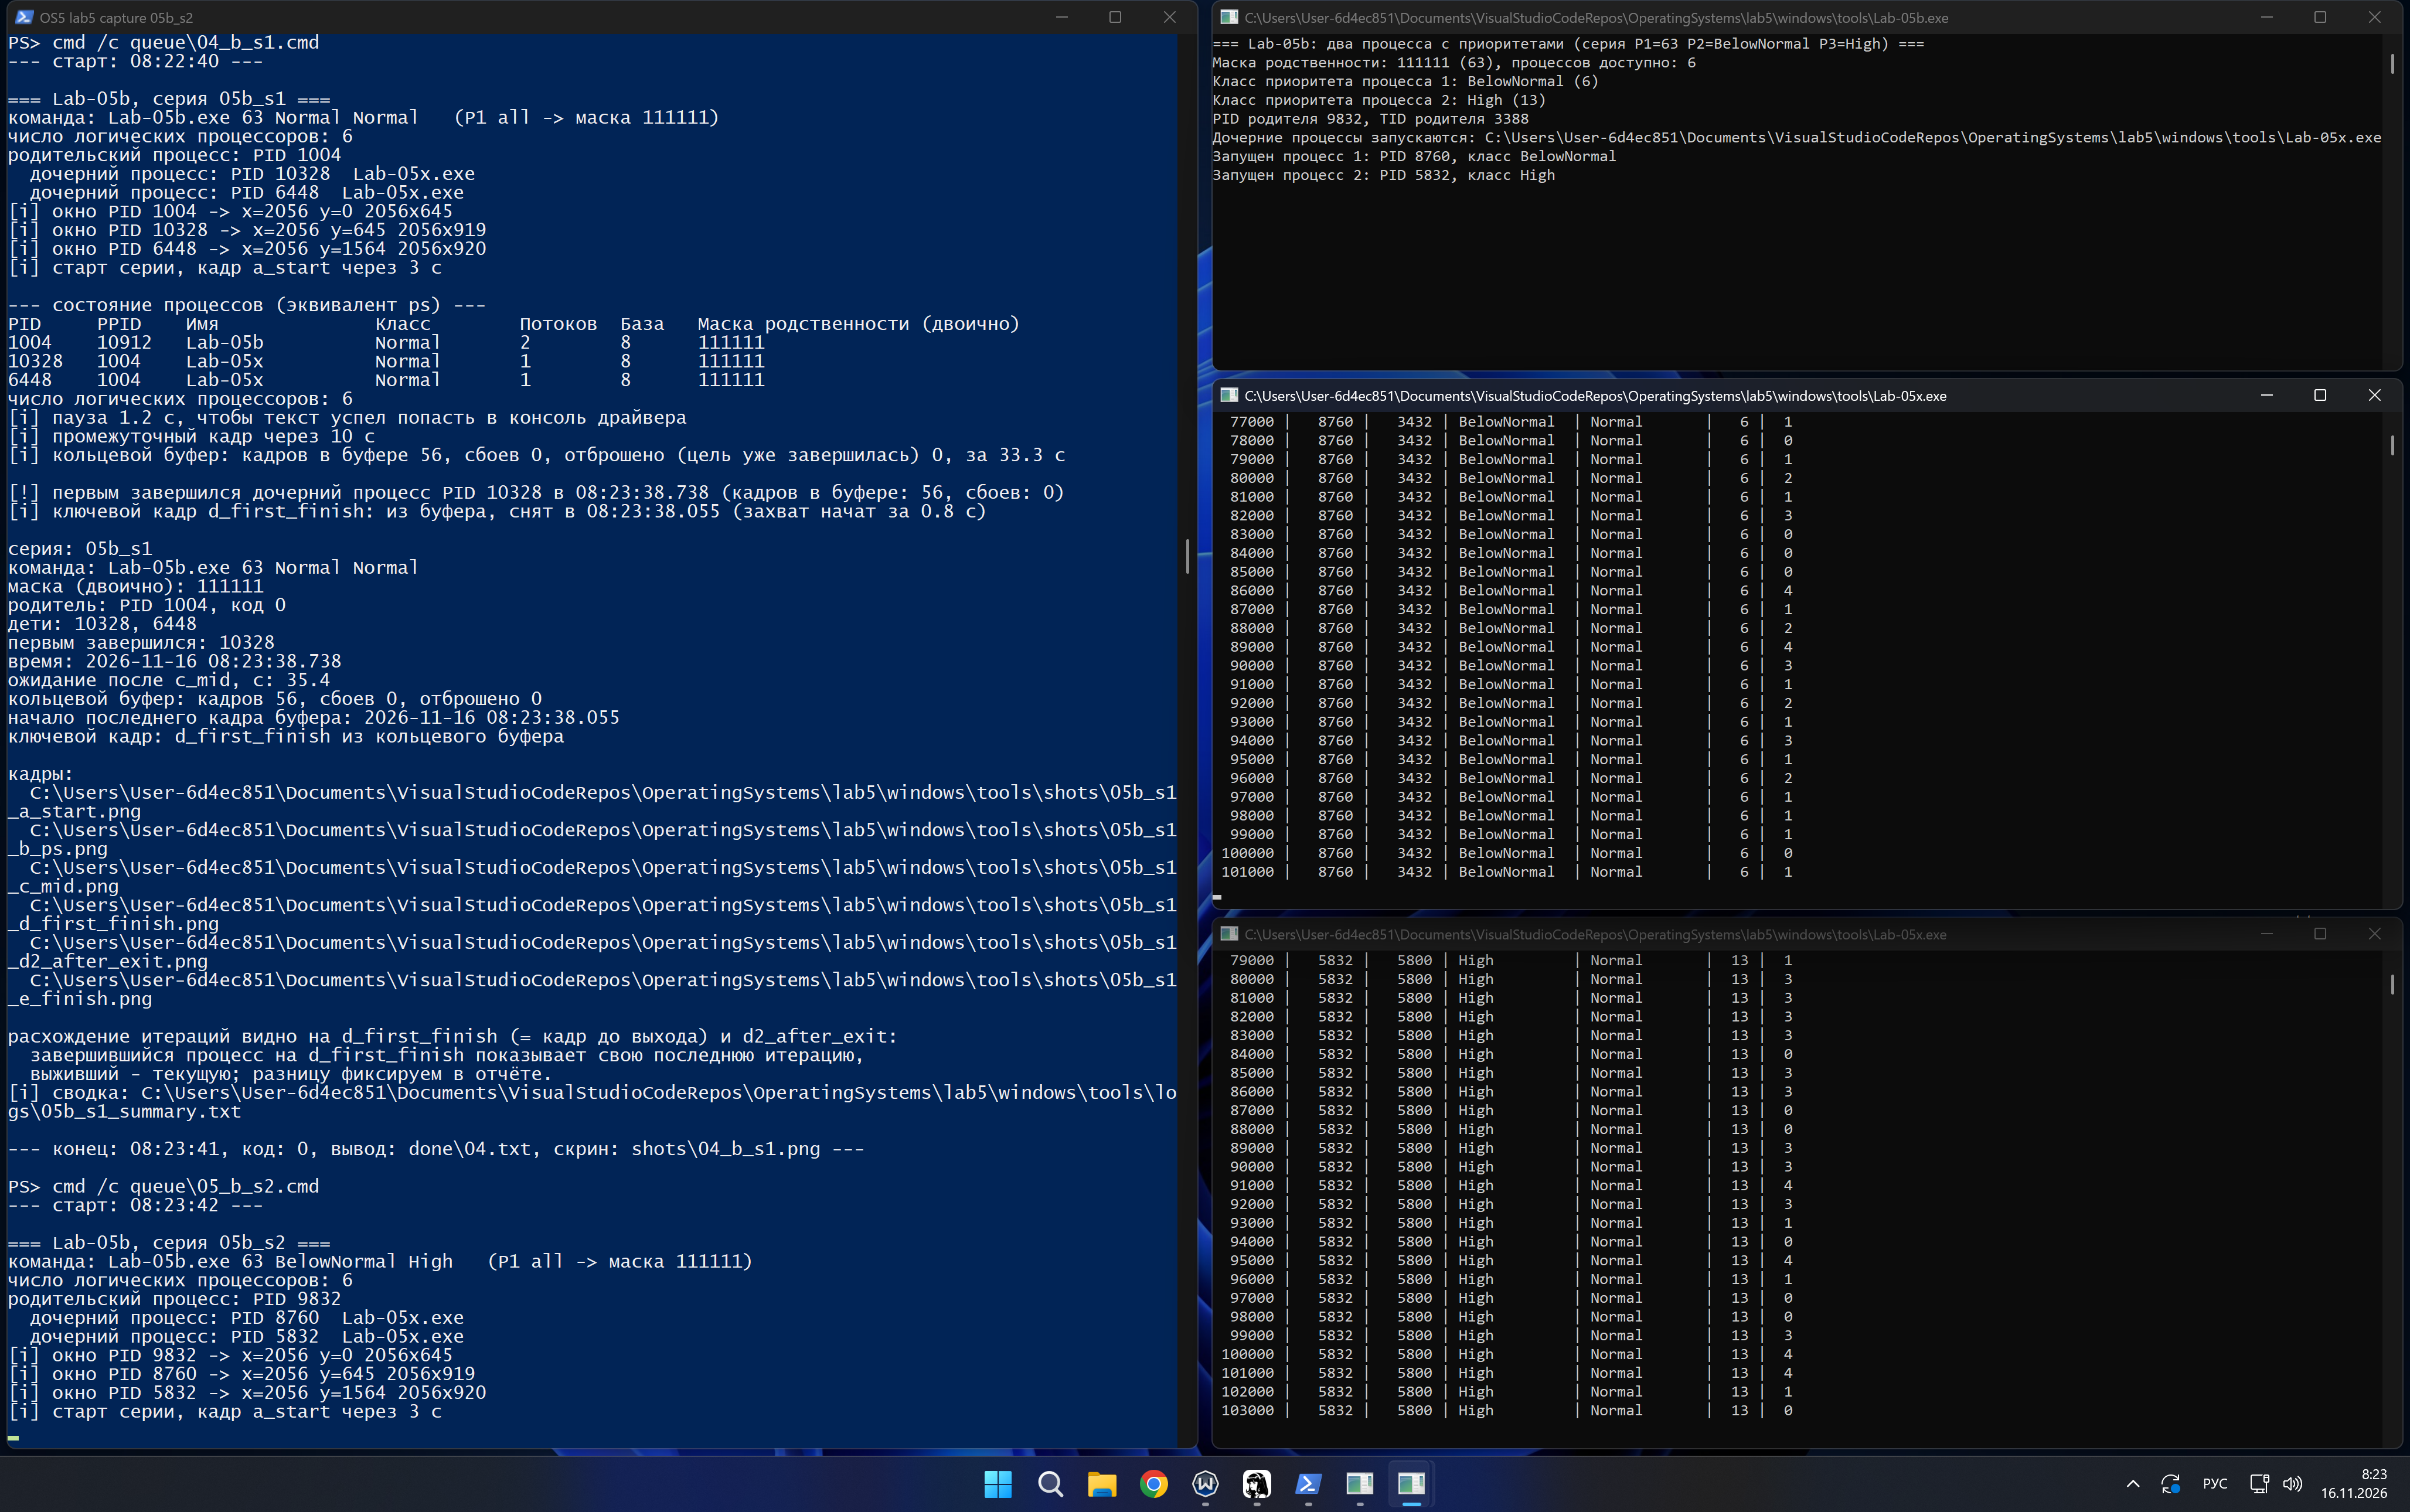 OS5 lab5 capture 05b_s2
PS> cmd /c queue\04_b_s1.cmd
--- старт: 08:22:40 ---
=== Lab-05b, серия 05b_s1 ===
команда: Lab-05b.exe 63 Normal Normal   (P1 all -> маска 111111)
число логических процессоров: 6
родительский процесс: PID 1004
  дочерний процесс: PID 10328  Lab-05x.exe
  дочерний процесс: PID 6448  Lab-05x.exe
[i] окно PID 1004 -> x=2056 y=0 2056x645
[i] окно PID 10328 -> x=2056 y=645 2056x919
[i] окно PID 6448 -> x=2056 y=1564 2056x920
[i] старт серии, кадр a_start через 3 с
--- состояние процессов (эквивалент ps) ---
PID     PPID    Имя              Класс        Потоков  База   Маска родственности (двоично)
1004    10912   Lab-05b          Normal       2        8      111111
10328   1004    Lab-05x          Normal       1        8      111111
6448    1004    Lab-05x          Normal       1        8      111111
число логических процессоров: 6
[i] пауза 1.2 с, чтобы текст успел попасть в консоль драйвера
[i] промежуточный кадр через 10 с
[i] кольцевой буфер: кадров в буфере 56, сбоев 0, отброшено (цель уже завершилась) 0, за 33.3 с
[!] первым завершился дочерний процесс PID 10328 в 08:23:38.738 (кадров в буфере: 56, сбоев: 0)
[i] ключевой кадр d_first_finish: из буфера, снят в 08:23:38.055 (захват начат за 0.8 с)
серия: 05b_s1
команда: Lab-05b.exe 63 Normal Normal
маска (двоично): 111111
родитель: PID 1004, код 0
дети: 10328, 6448
первым завершился: 10328
время: 2026-11-16 08:23:38.738
ожидание после c_mid, с: 35.4
кольцевой буфер: кадров 56, сбоев 0, отброшено 0
начало последнего кадра буфера: 2026-11-16 08:23:38.055
ключевой кадр: d_first_finish из кольцевого буфера
кадры:
  C:\Users\User-6d4ec851\Documents\VisualStudioCodeRepos\OperatingSystems\lab5\windows\tools\shots\05b_s1
_a_start.png
  C:\Users\User-6d4ec851\Documents\VisualStudioCodeRepos\OperatingSystems\lab5\windows\tools\shots\05b_s1
_b_ps.png
  C:\Users\User-6d4ec851\Documents\VisualStudioCodeRepos\OperatingSystems\lab5\windows\tools\shots\05b_s1
_c_mid.png
  C:\Users\User-6d4ec851\Documents\VisualStudioCodeRepos\OperatingSystems\lab5\windows\tools\shots\05b_s1
_d_first_finish.png
  C:\Users\User-6d4ec851\Documents\VisualStudioCodeRepos\OperatingSystems\lab5\windows\tools\shots\05b_s1
_d2_after_exit.png
  C:\Users\User-6d4ec851\Documents\VisualStudioCodeRepos\OperatingSystems\lab5\windows\tools\shots\05b_s1
_e_finish.png
расхождение итераций видно на d_first_finish (= кадр до выхода) и d2_after_exit:
  завершившийся процесс на d_first_finish показывает свою последнюю итерацию,
  выживший - текущую; разницу фиксируем в отчёте.
[i] сводка: C:\Users\User-6d4ec851\Documents\VisualStudioCodeRepos\OperatingSystems\lab5\windows\tools\lo
gs\05b_s1_summary.txt
--- конец: 08:23:41, код: 0, вывод: done\04.txt, скрин: shots\04_b_s1.png ---
PS> cmd /c queue\05_b_s2.cmd
--- старт: 08:23:42 ---
=== Lab-05b, серия 05b_s2 ===
команда: Lab-05b.exe 63 BelowNormal High   (P1 all -> маска 111111)
число логических процессоров: 6
родительский процесс: PID 9832
  дочерний процесс: PID 8760  Lab-05x.exe
  дочерний процесс: PID 5832  Lab-05x.exe
[i] окно PID 9832 -> x=2056 y=0 2056x645
[i] окно PID 8760 -> x=2056 y=645 2056x919
[i] окно PID 5832 -> x=2056 y=1564 2056x920
[i] старт серии, кадр a_start через 3 с
C:\Users\User-6d4ec851\Documents\VisualStudioCodeRepos\OperatingSystems\lab5\windows\tools\Lab-05b.exe
=== Lab-05b: два процесса с приоритетами (серия P1=63 P2=BelowNormal P3=High) ===
Маска родственности: 111111 (63), процессов доступно: 6
Класс приоритета процесса 1: BelowNormal (6)
Класс приоритета процесса 2: High (13)
PID родителя 9832, TID родителя 3388
Дочерние процессы запускаются: C:\Users\User-6d4ec851\Documents\VisualStudioCodeRepos\OperatingSystems\lab5\windows\tools\Lab-05x.exe
Запущен процесс 1: PID 8760, класс BelowNormal
Запущен процесс 2: PID 5832, класс High
C:\Users\User-6d4ec851\Documents\VisualStudioCodeRepos\OperatingSystems\lab5\windows\tools\Lab-05x.exe
77000 | 8760 | 3432 | BelowNormal | Normal | 6 | 1
78000 | 8760 | 3432 | BelowNormal | Normal | 6 | 0
79000 | 8760 | 3432 | BelowNormal | Normal | 6 | 1
80000 | 8760 | 3432 | BelowNormal | Normal | 6 | 2
81000 | 8760 | 3432 | BelowNormal | Normal | 6 | 1
82000 | 8760 | 3432 | BelowNormal | Normal | 6 | 3
83000 | 8760 | 3432 | BelowNormal | Normal | 6 | 0
84000 | 8760 | 3432 | BelowNormal | Normal | 6 | 0
85000 | 8760 | 3432 | BelowNormal | Normal | 6 | 0
86000 | 8760 | 3432 | BelowNormal | Normal | 6 | 4
87000 | 8760 | 3432 | BelowNormal | Normal | 6 | 1
88000 | 8760 | 3432 | BelowNormal | Normal | 6 | 2
89000 | 8760 | 3432 | BelowNormal | Normal | 6 | 4
90000 | 8760 | 3432 | BelowNormal | Normal | 6 | 3
91000 | 8760 | 3432 | BelowNormal | Normal | 6 | 1
92000 | 8760 | 3432 | BelowNormal | Normal | 6 | 2
93000 | 8760 | 3432 | BelowNormal | Normal | 6 | 1
94000 | 8760 | 3432 | BelowNormal | Normal | 6 | 3
95000 | 8760 | 3432 | BelowNormal | Normal | 6 | 1
96000 | 8760 | 3432 | BelowNormal | Normal | 6 | 2
97000 | 8760 | 3432 | BelowNormal | Normal | 6 | 1
98000 | 8760 | 3432 | BelowNormal | Normal | 6 | 1
99000 | 8760 | 3432 | BelowNormal | Normal | 6 | 1
100000 | 8760 | 3432 | BelowNormal | Normal | 6 | 0
101000 | 8760 | 3432 | BelowNormal | Normal | 6 | 1
C:\Users\User-6d4ec851\Documents\VisualStudioCodeRepos\OperatingSystems\lab5\windows\tools\Lab-05x.exe
79000 | 5832 | 5800 | High | Normal | 13 | 1
80000 | 5832 | 5800 | High | Normal | 13 | 3
81000 | 5832 | 5800 | High | Normal | 13 | 3
82000 | 5832 | 5800 | High | Normal | 13 | 3
83000 | 5832 | 5800 | High | Normal | 13 | 3
84000 | 5832 | 5800 | High | Normal | 13 | 0
85000 | 5832 | 5800 | High | Normal | 13 | 3
86000 | 5832 | 5800 | High | Normal | 13 | 3
87000 | 5832 | 5800 | High | Normal | 13 | 0
88000 | 5832 | 5800 | High | Normal | 13 | 0
89000 | 5832 | 5800 | High | Normal | 13 | 3
90000 | 5832 | 5800 | High | Normal | 13 | 3
91000 | 5832 | 5800 | High | Normal | 13 | 4
92000 | 5832 | 5800 | High | Normal | 13 | 3
93000 | 5832 | 5800 | High | Normal | 13 | 1
94000 | 5832 | 5800 | High | Normal | 13 | 0
95000 | 5832 | 5800 | High | Normal | 13 | 4
96000 | 5832 | 5800 | High | Normal | 13 | 1
97000 | 5832 | 5800 | High | Normal | 13 | 0
98000 | 5832 | 5800 | High | Normal | 13 | 0
99000 | 5832 | 5800 | High | Normal | 13 | 3
100000 | 5832 | 5800 | High | Normal | 13 | 4
101000 | 5832 | 5800 | High | Normal | 13 | 4
102000 | 5832 | 5800 | High | Normal | 13 | 1
103000 | 5832 | 5800 | High | Normal | 13 | 0
РУС
8:23
16.11.2026